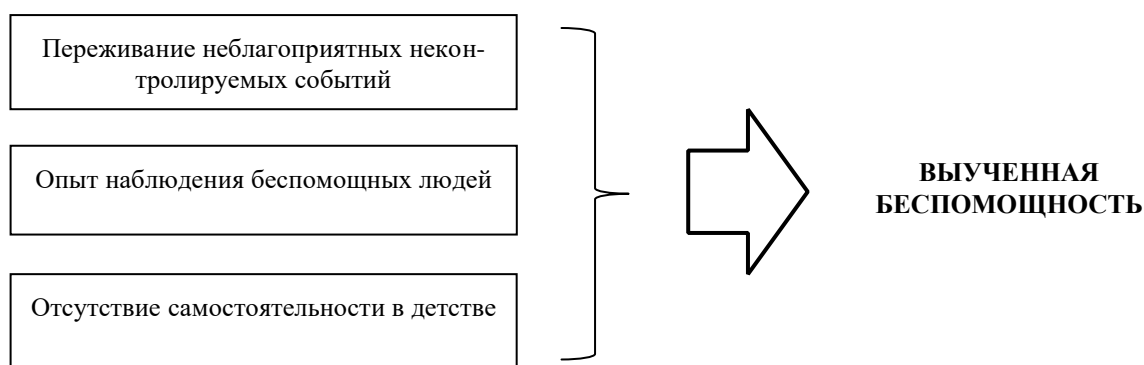 Переживание неблагоприятных некон-
тролируемых событий
Опыт наблюдения беспомощных людей
Отсутствие самостоятельности в детстве
ВЫУЧЕННАЯ
БЕСПОМОЩНОСТЬ